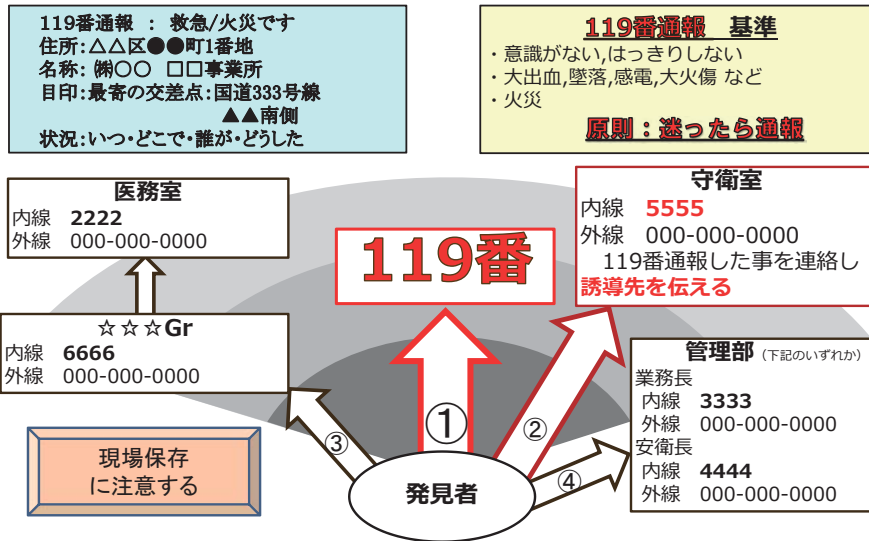 119番通報 : 救急/火災です
住所:△△区●●町1番地
名称: ㈱〇〇 □□事業所
目印:最寄の交差点:国道333号線
▲▲南側
状況:いつ・どこで・誰が・どうした
119番通報 基準
・意識がない,はっきりしない
・大出血,墜落,感電,大火傷 など
・火災
原則：迷ったら通報
医務室
内線 2222
外線 000-000-0000
119番
守衛室
内線 5555
外線 000-000-0000
119番通報した事を連絡し
誘導先を伝える
☆☆☆Gr
内線 6666
外線 000-000-0000
管理部 (下記のいずれか)
業務長
内線 3333
外線 000-000-0000
安衛長
内線 4444
外線 000-000-0000
①
②
③
④
現場保存
に注意する
発見者